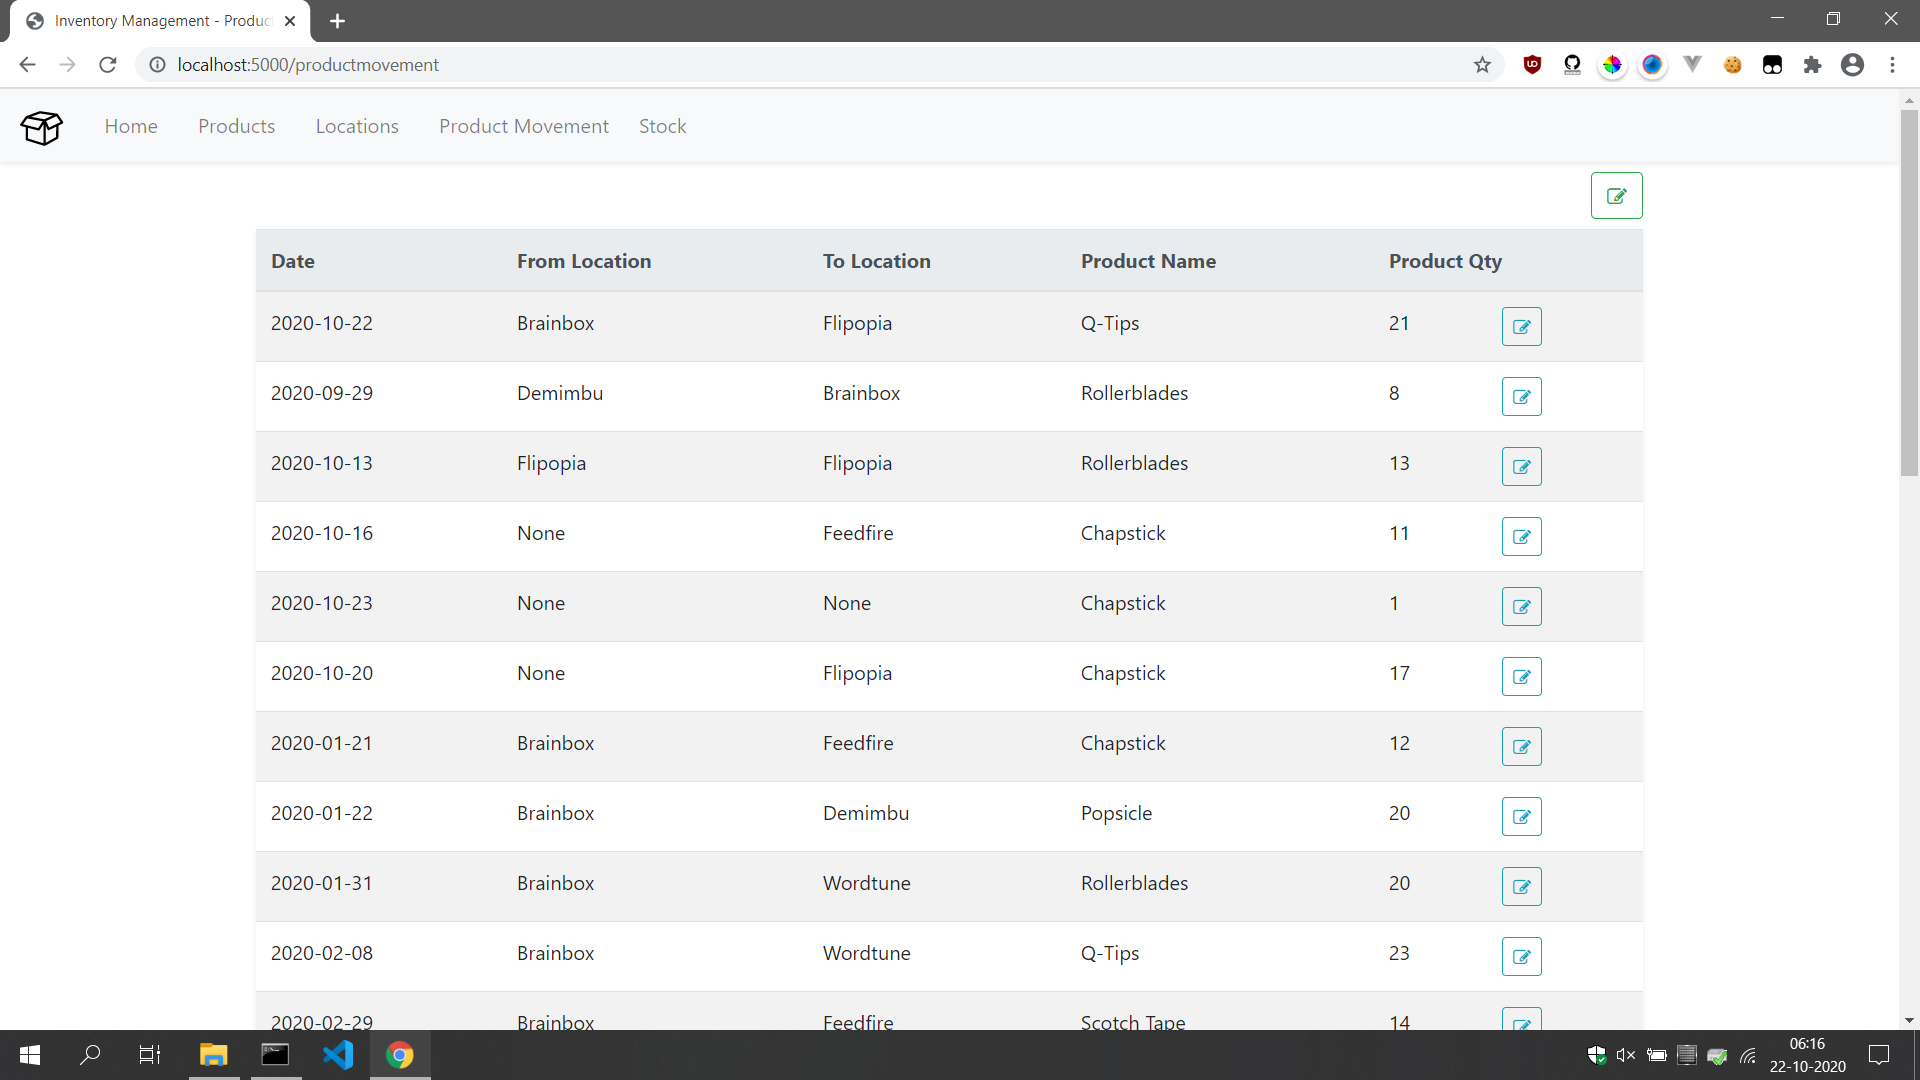 Inventory Management - Produc
localhost:5000/productmovement
Home Products Locations Product Movement Stock
Date From Location To Location Product Name Product Qty
2020-10-22 Brainbox Flipopia Q-Tips 21
2020-09-29 Demimbu Brainbox Rollerblades 8
2020-10-13 Flipopia Flipopia Rollerblades 13
2020-10-16 None Feedfire Chapstick 11
2020-10-23 None None Chapstick 1
2020-10-20 None Flipopia Chapstick 17
2020-01-21 Brainbox Feedfire Chapstick 12
2020-01-22 Brainbox Demimbu Popsicle 20
2020-01-31 Brainbox Wordtune Rollerblades 20
2020-02-08 Brainbox Wordtune Q-Tips 23
2020-02-29 Brainbox Feedfire Scotch Tape 14
06:16
22-10-2020